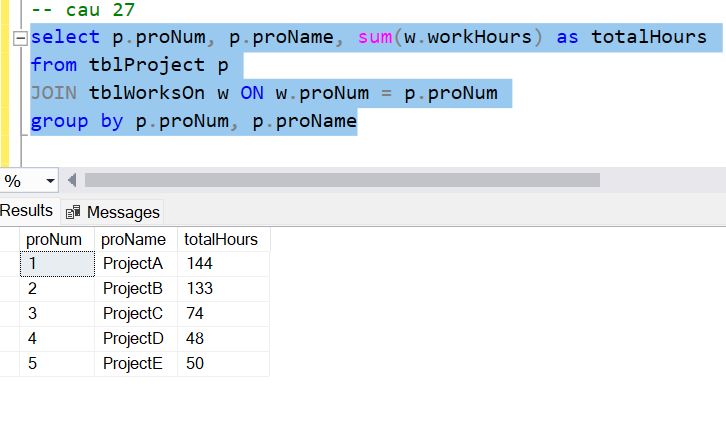 -- cau 27
select p.proNum, p.proName, sum(w.workHours) as totalHours
from tblProject p
JOIN tblWorksOn w ON w.proNum = p.proNum
group by p.proNum, p.proName
%
Results Messages
proNum proName totalHours
1 ProjectA 144
2 ProjectB 133
3 ProjectC 74
4 ProjectD 48
5 ProjectE 50